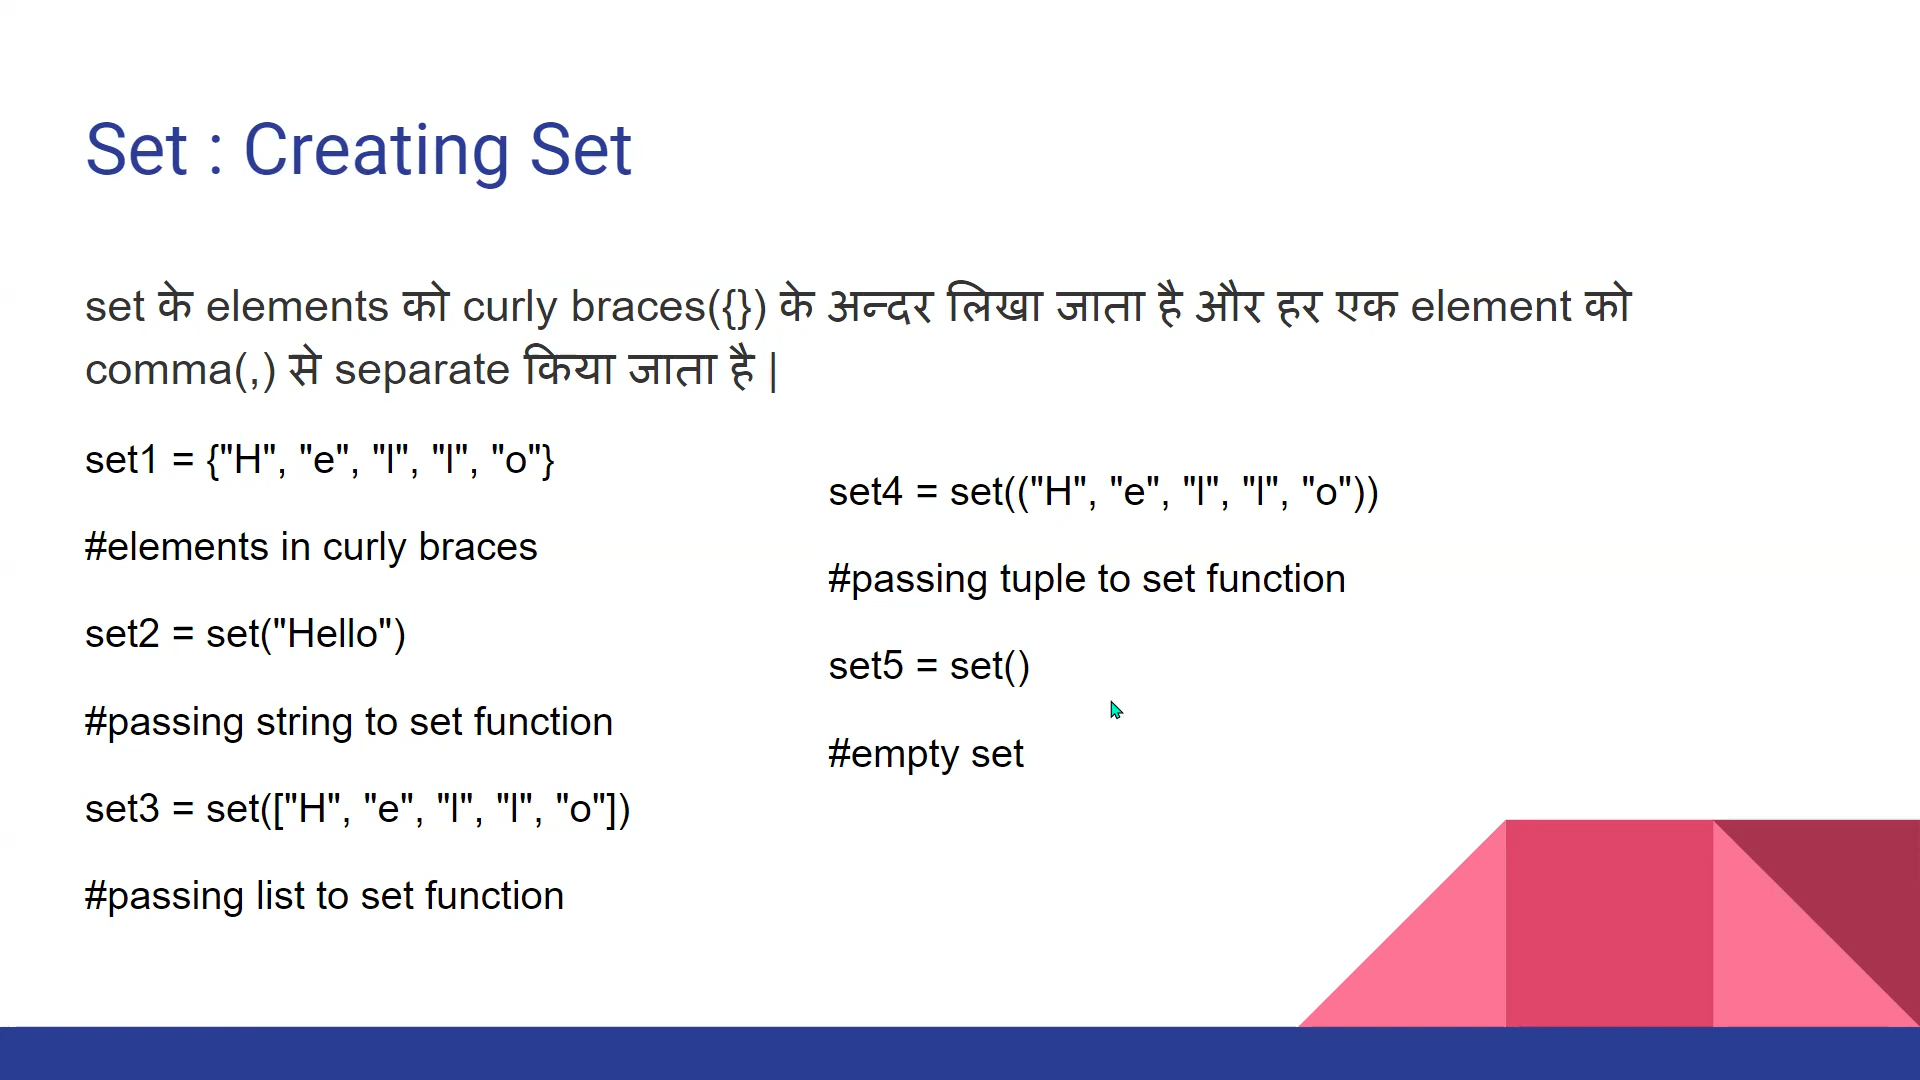 Set : Creating Set
set के elements को curly braces({}) के अन्दर लिखा जाता है और हर एक element को
comma(,) से separate किया जाता है |
set1 = {"H", "e", "l", "l", "o"}
#elements in curly braces
set2 = set("Hello")
#passing string to set function
set3 = set(["H", "e", "l", "l", "o"])
#passing list to set function
set4 = set(("H", "e", "l", "l", "o"))
#passing tuple to set function
set5 = set()
#empty set